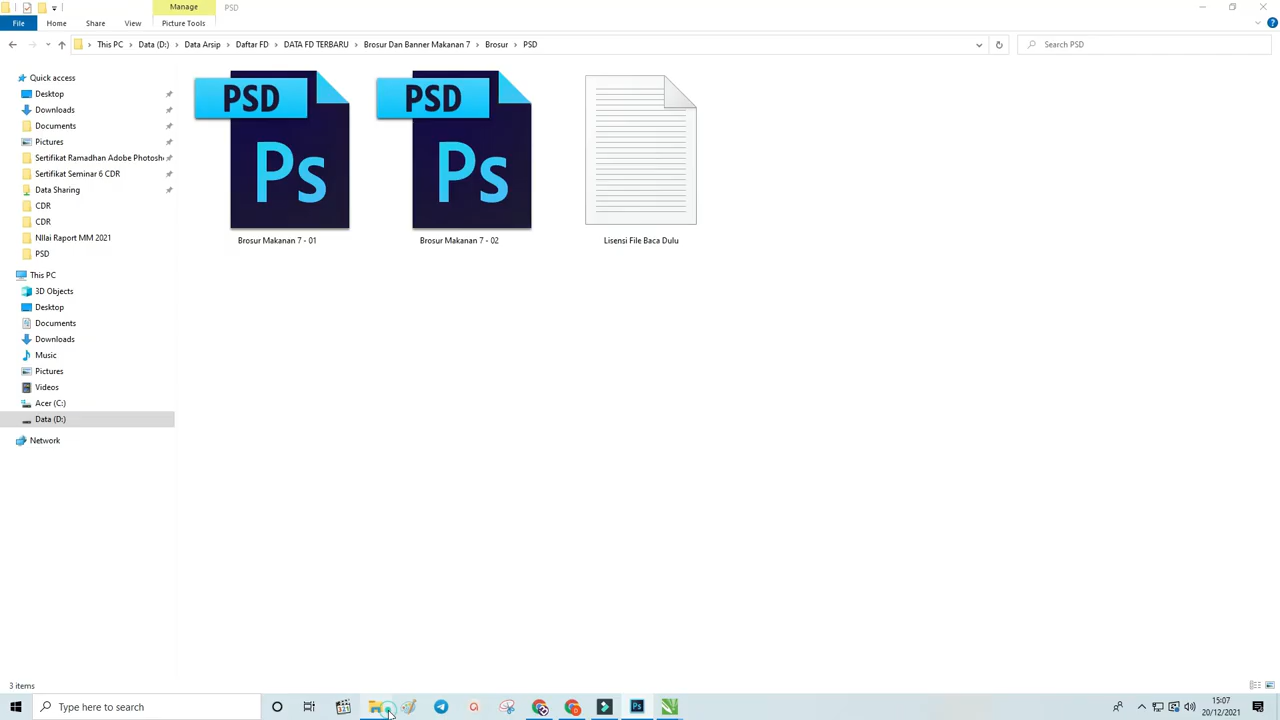 Manage
PSD
File
Home
Share
View
Picture Tools
This PC
Data (D:)
Data Arsip
Daftar FD
DATA FD TERBARU
Brosur Dan Banner Makanan 7
Brosur
PSD
Search PSD
Quick access
Desktop
Downloads
Documents
Pictures
Sertifikat Ramadhan Adobe Photosh
Sertifikat Seminar 6 CDR
Data Sharing
CDR
CDR
NIlai Raport MM 2021
PSD
This PC
3D Objects
Desktop
Documents
Downloads
Music
Pictures
Videos
Acer (C:)
Data (D:)
Network
PSD
Ps
Brosur Makanan 7 - 01
PSD
Ps
Brosur Makanan 7 - 02
Lisensi File Baca Dulu
3 items
Type here to search
Ps
15:07
20/12/2021